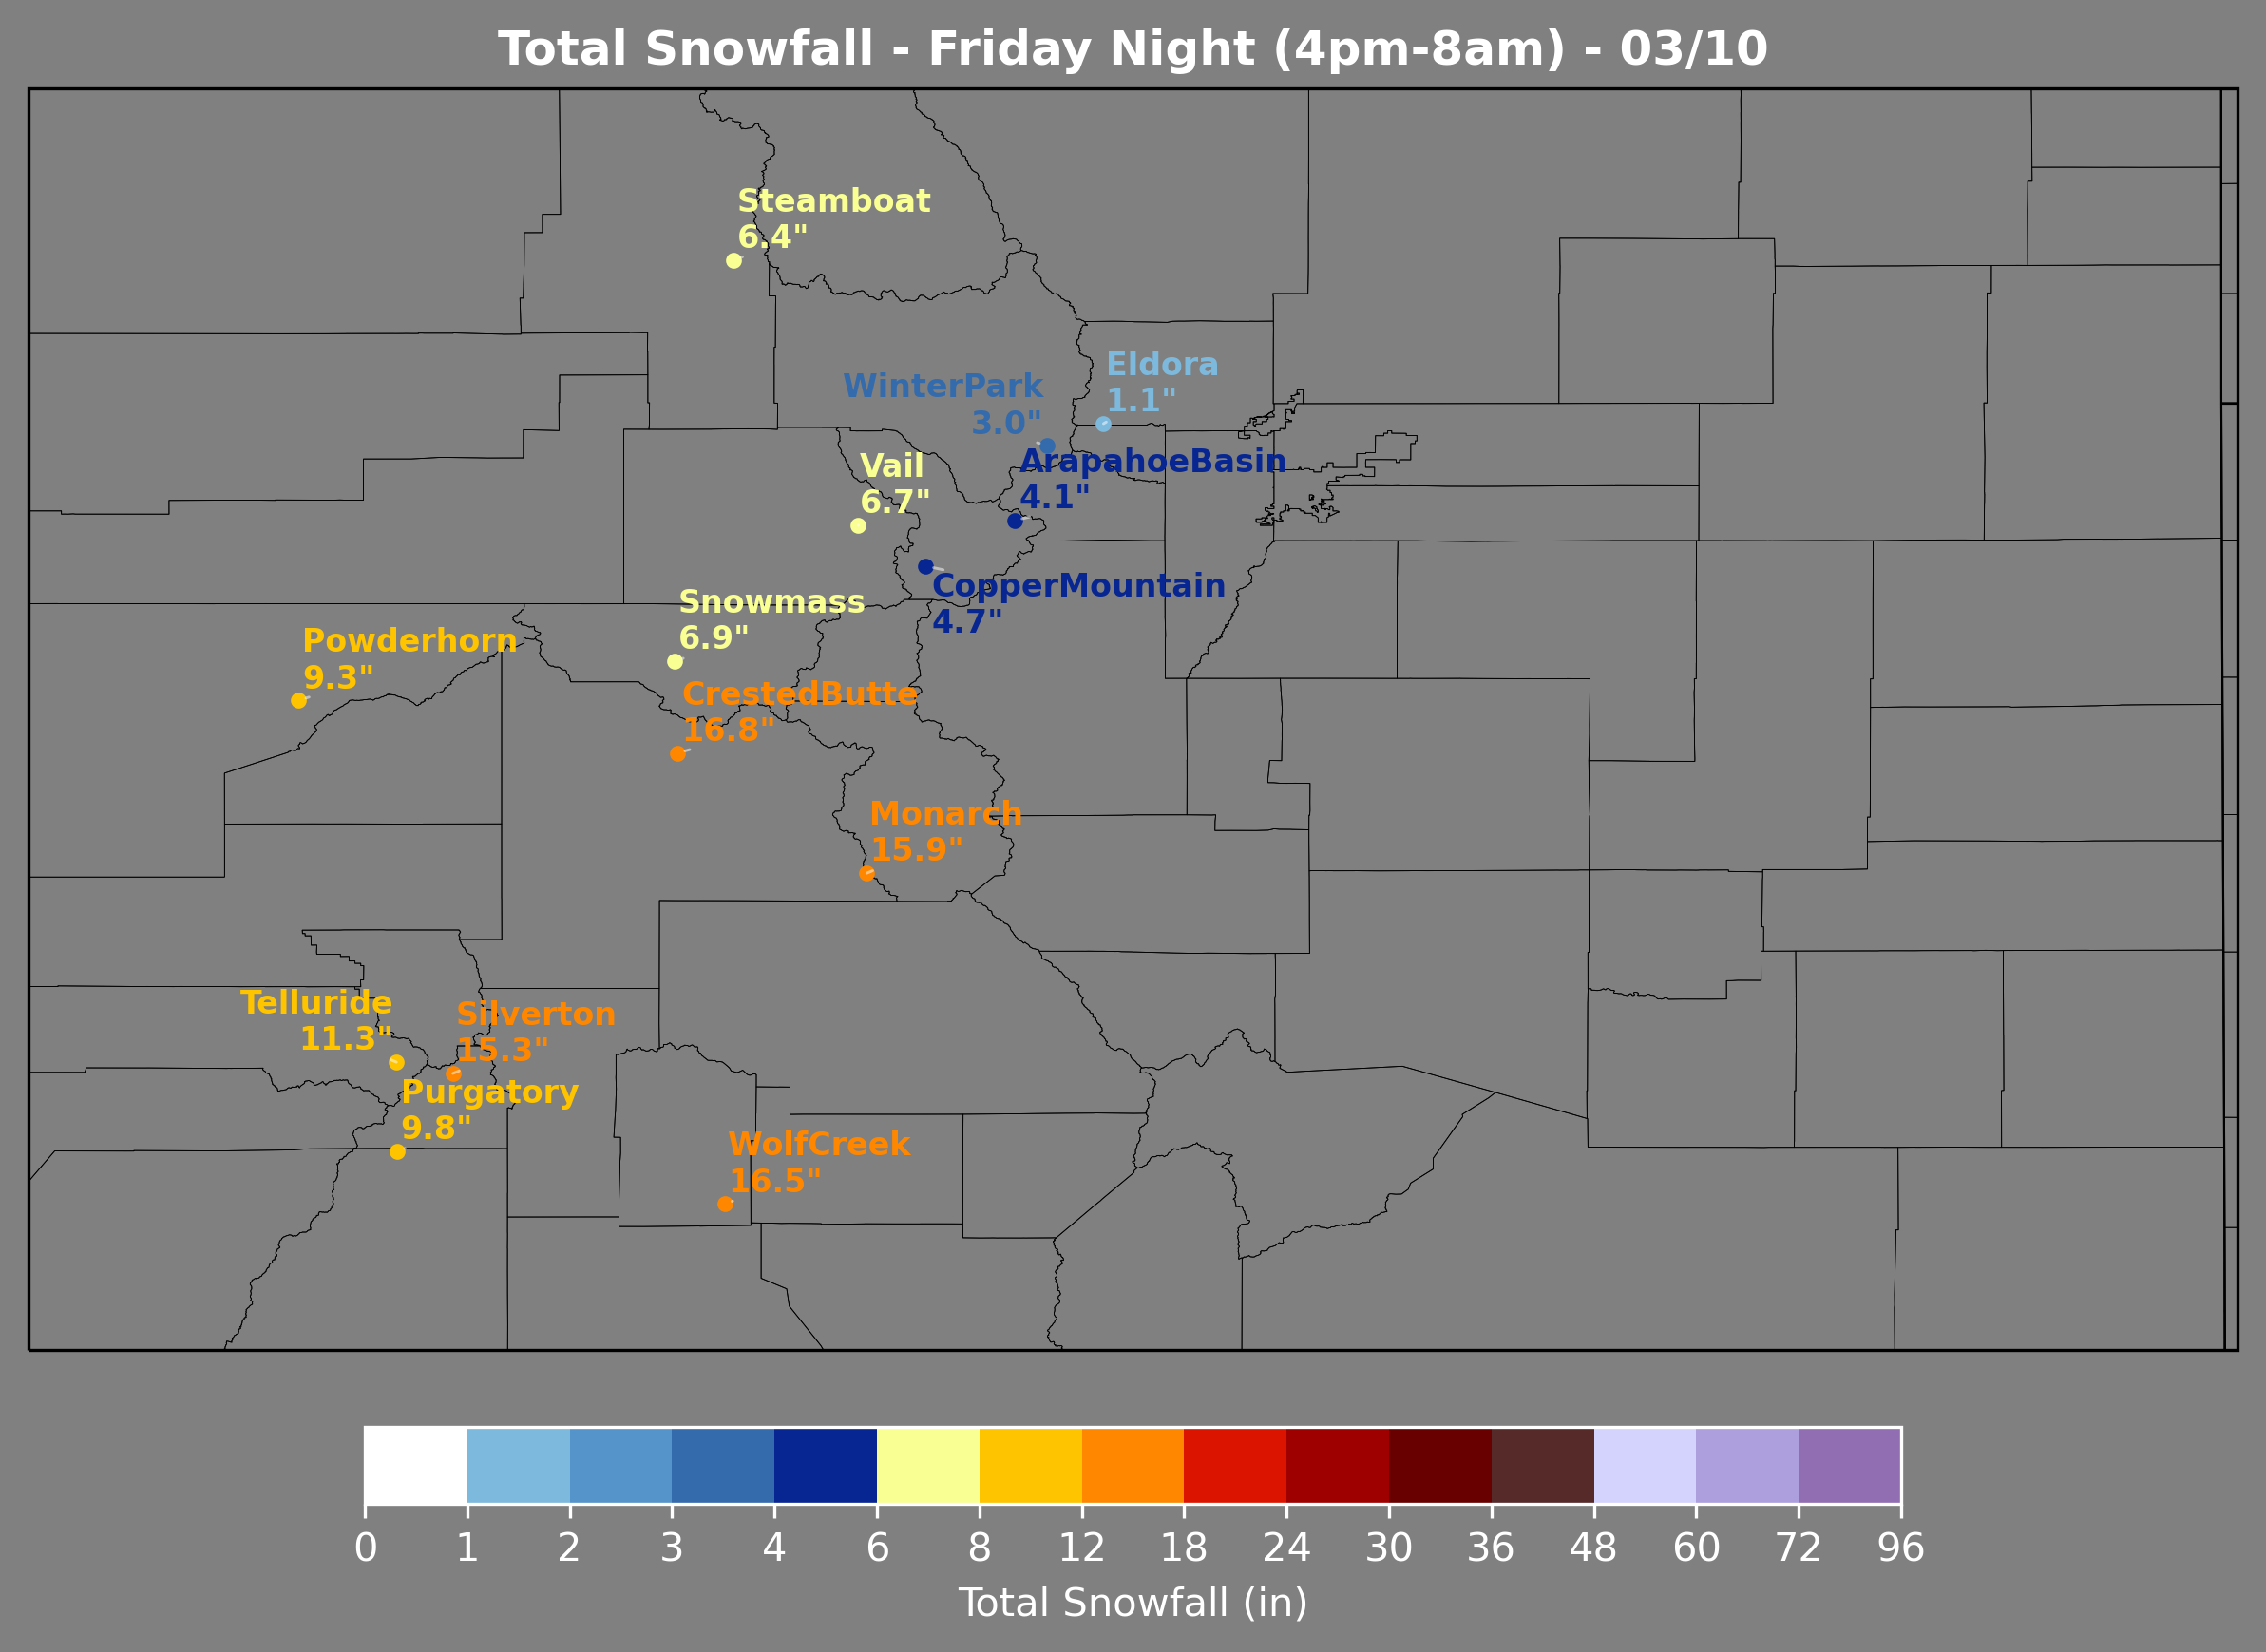 Total Snowfall - Friday Night (4pm-8am) - 03/10
Steamboat
6.4"
Eldora
1.1"
WinterPark
3.0"
ArapahoeBasin
4.1"
Vail
6.7"
CopperMountain
4.7"
Snowmass
6.9"
Powderhorn
9.3"
CrestedButte
16.8"
Monarch
15.9"
Telluride
11.3"
Silverton
15.3"
Purgatory
9.8"
WolfCreek
16.5"
0 1 2 3 4 6 8 12 18 24 30 36 48 60 72 96
Total Snowfall (in)